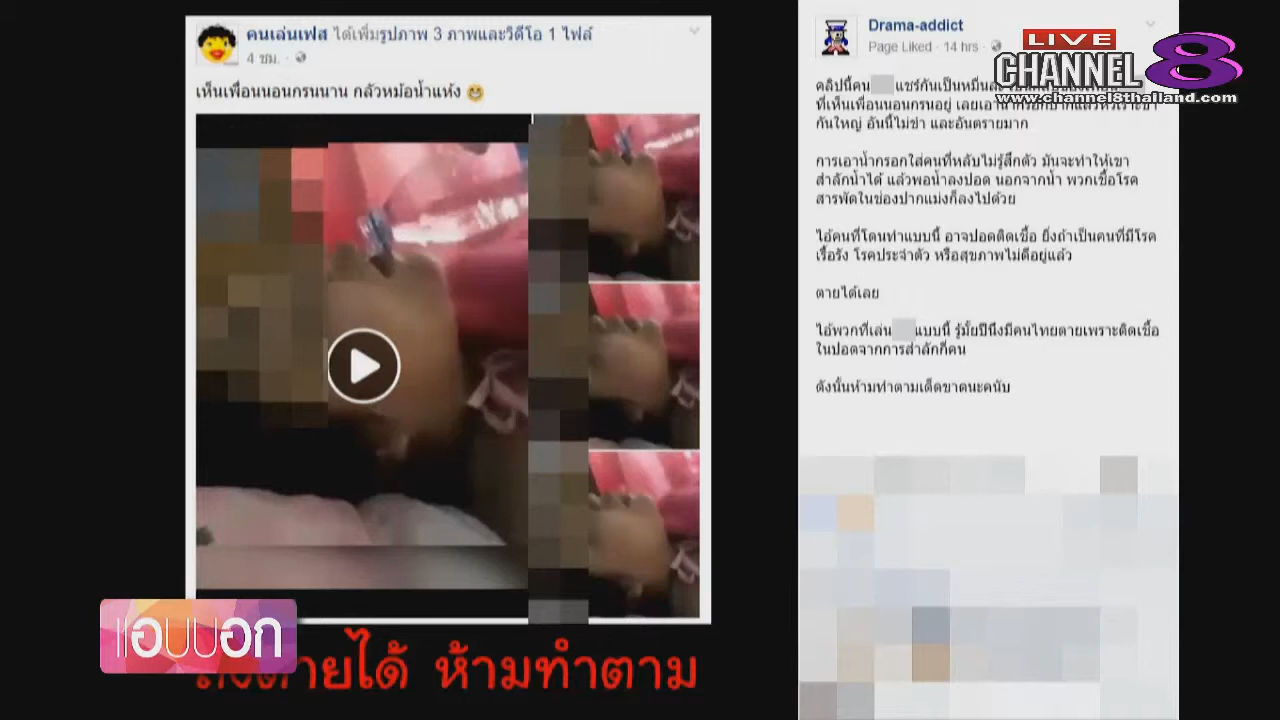 คนเล่นเฟส ได้เพิ่มรูปภาพ 3 ภาพและวิดีโอ 1 ไฟล์
4 ชม.
เห็นเพื่อนนอนกรนนาน กลัวหม้อน้ำแห้ง
Drama-addict
Page Liked · 14 hrs ·
LIVE
CHANNEL 8
www.channel8thailand.com
คลิปนี้คน แชร์กันเป็นหมื่นละ
ที่เห็นเพื่อนนอนกรนอยู่ เลยเอาน้ำกรอกปากแล้วหัวเราะขำ
กันใหญ่ อันนี้ไม่ขำ และอันตรายมาก
การเอาน้ำกรอกใส่คนที่หลับไม่รู้สึกตัว มันจะทำให้เขา
สำลักน้ำได้ แล้วพอน้ำลงปอด นอกจากน้ำ พวกเชื้อโรค
สารพัดในช่องปากแม่งก็ลงไปด้วย
ไอ้คนที่โดนทำแบบนี้ อาจปอดติดเชื้อ ยิ่งถ้าเป็นคนที่มีโรค
เรื้อรัง โรคประจำตัว หรือสุขภาพไม่ดีอยู่แล้ว
ตายได้เลย
ไอ้พวกที่เล่น แบบนี้ รู้มั้ยปีนึงมีคนไทยตายเพราะติดเชื้อ
ในปอดจากการสำลักกี่คน
ดังนั้นห้ามทำตามเด็ดขาดนะคนับ
แอบบอก
ตายได้ ห้ามทำตาม